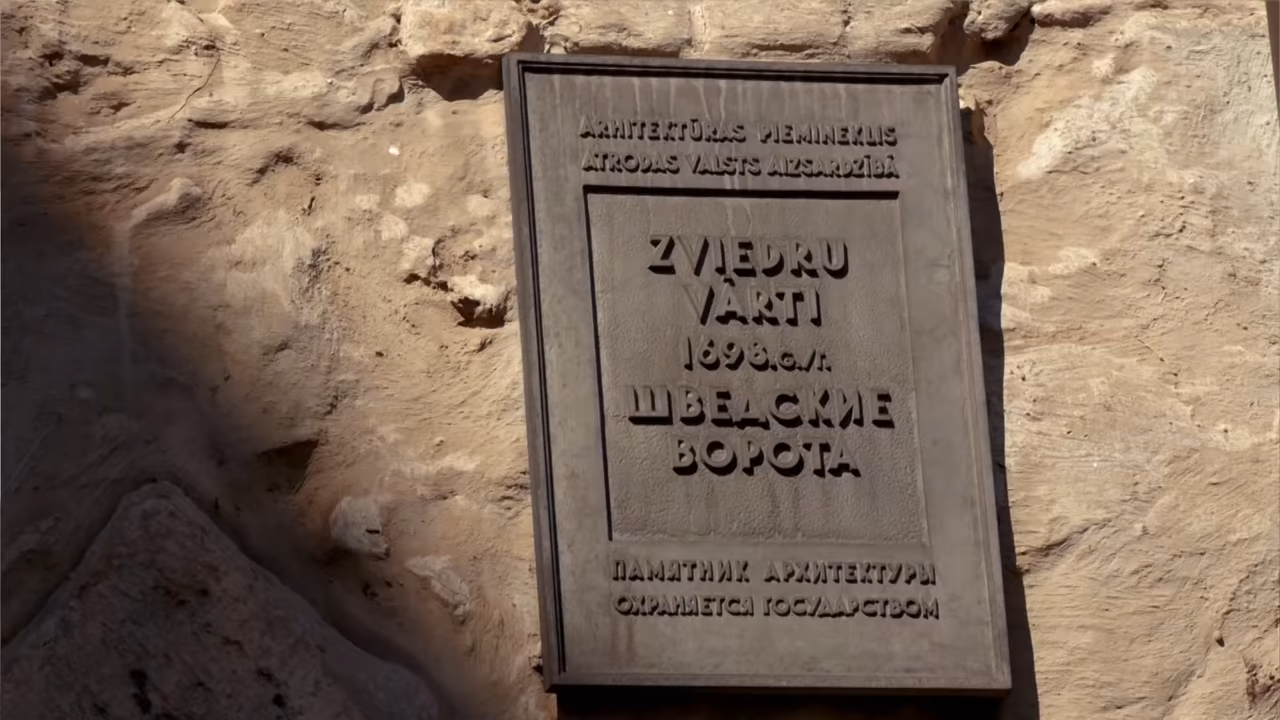 ARHITEKTŪRAS PIEMINEKLIS
ATRODAS VALSTS AIZSARDZĪBĀ
ZVIEDRU
VĀRTI
1698.G./Г.
ШВЕДСКИЕ
ВОРОТА
ПАМЯТНИК АРХИТЕКТУРЫ
ОХРАНЯЕТСЯ ГОСУДАРСТВОМ